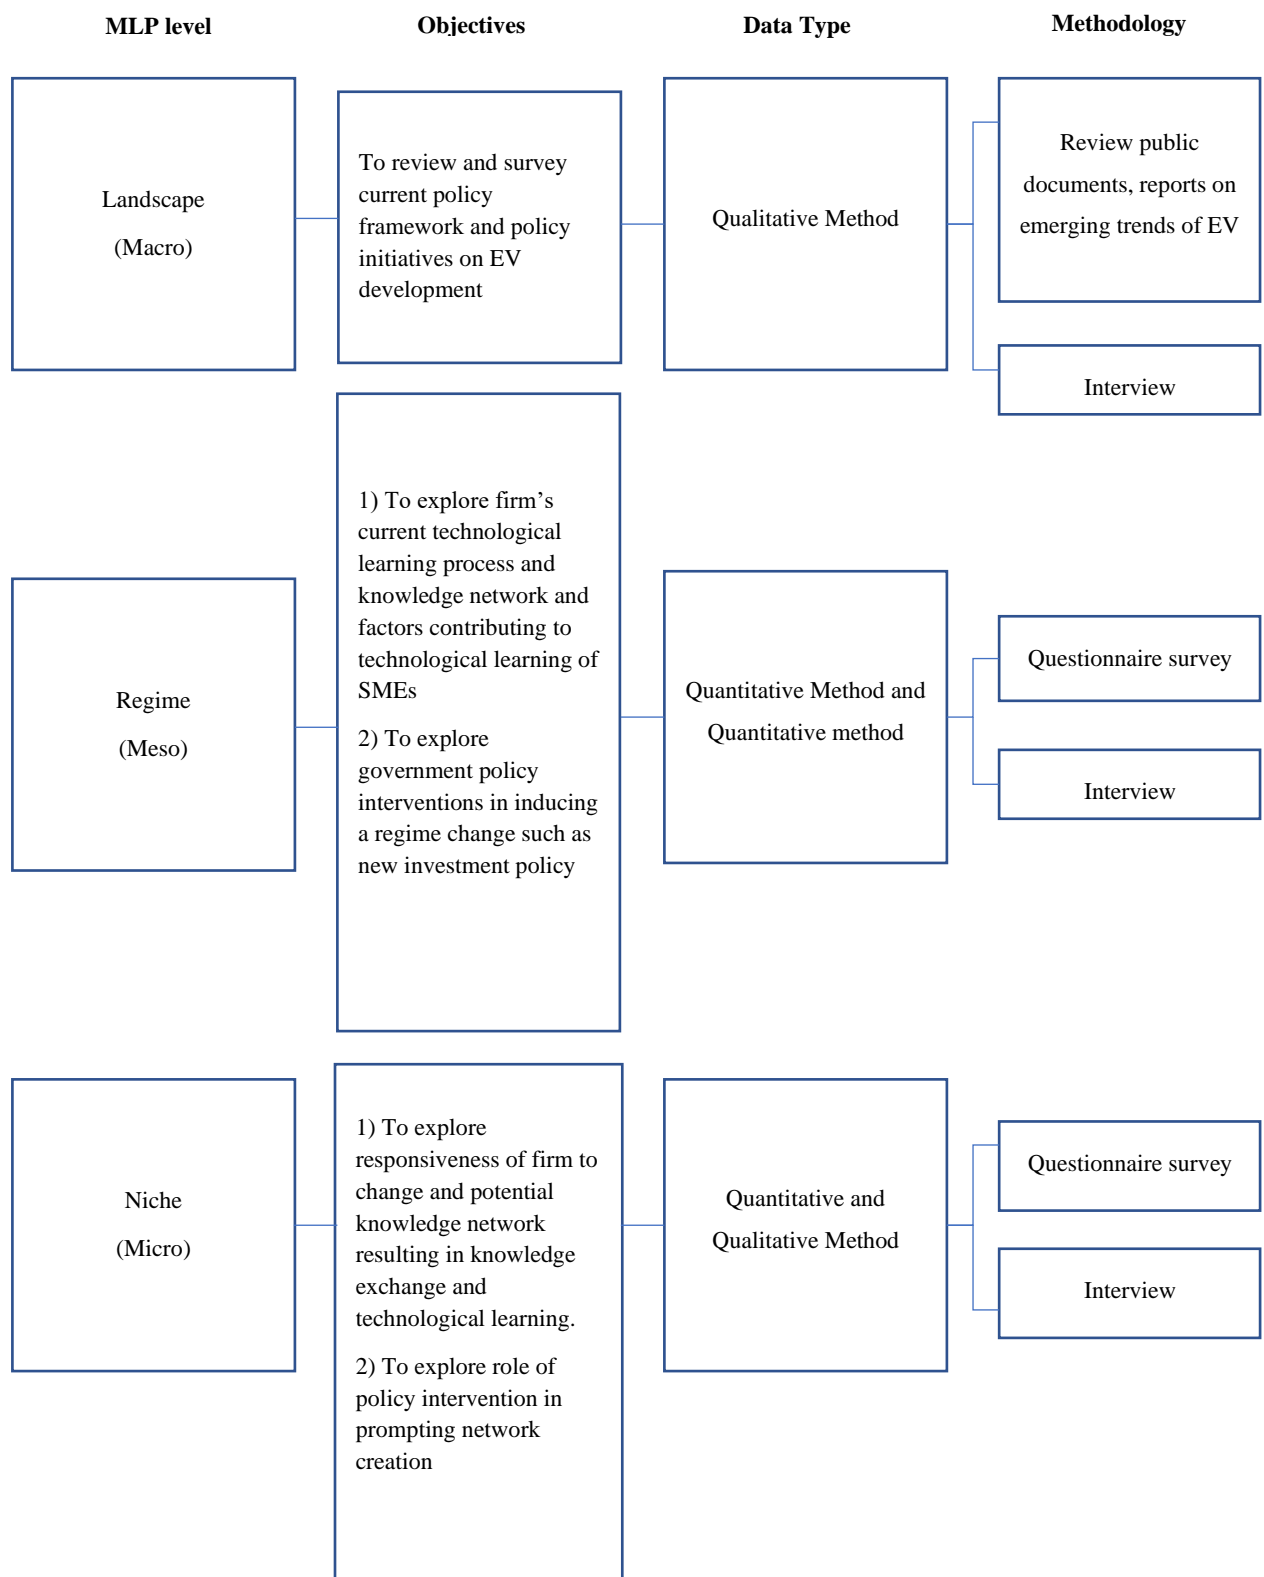 MLP level
Objectives
Data Type
Methodology
Landscape
(Macro)
To review and survey
current policy
framework and policy
initiatives on EV
development
Qualitative Method
Review public
documents, reports on
emerging trends of EV
Interview
Regime
(Meso)
1) To explore firm’s
current technological
learning process and
knowledge network and
factors contributing to
technological learning of
SMEs
2) To explore
government policy
interventions in inducing
a regime change such as
new investment policy
Quantitative Method and
Quantitative method
Questionnaire survey
Interview
Niche
(Micro)
1) To explore
responsiveness of firm to
change and potential
knowledge network
resulting in knowledge
exchange and
technological learning.
2) To explore role of
policy intervention in
prompting network
creation
Quantitative and
Qualitative Method
Questionnaire survey
Interview